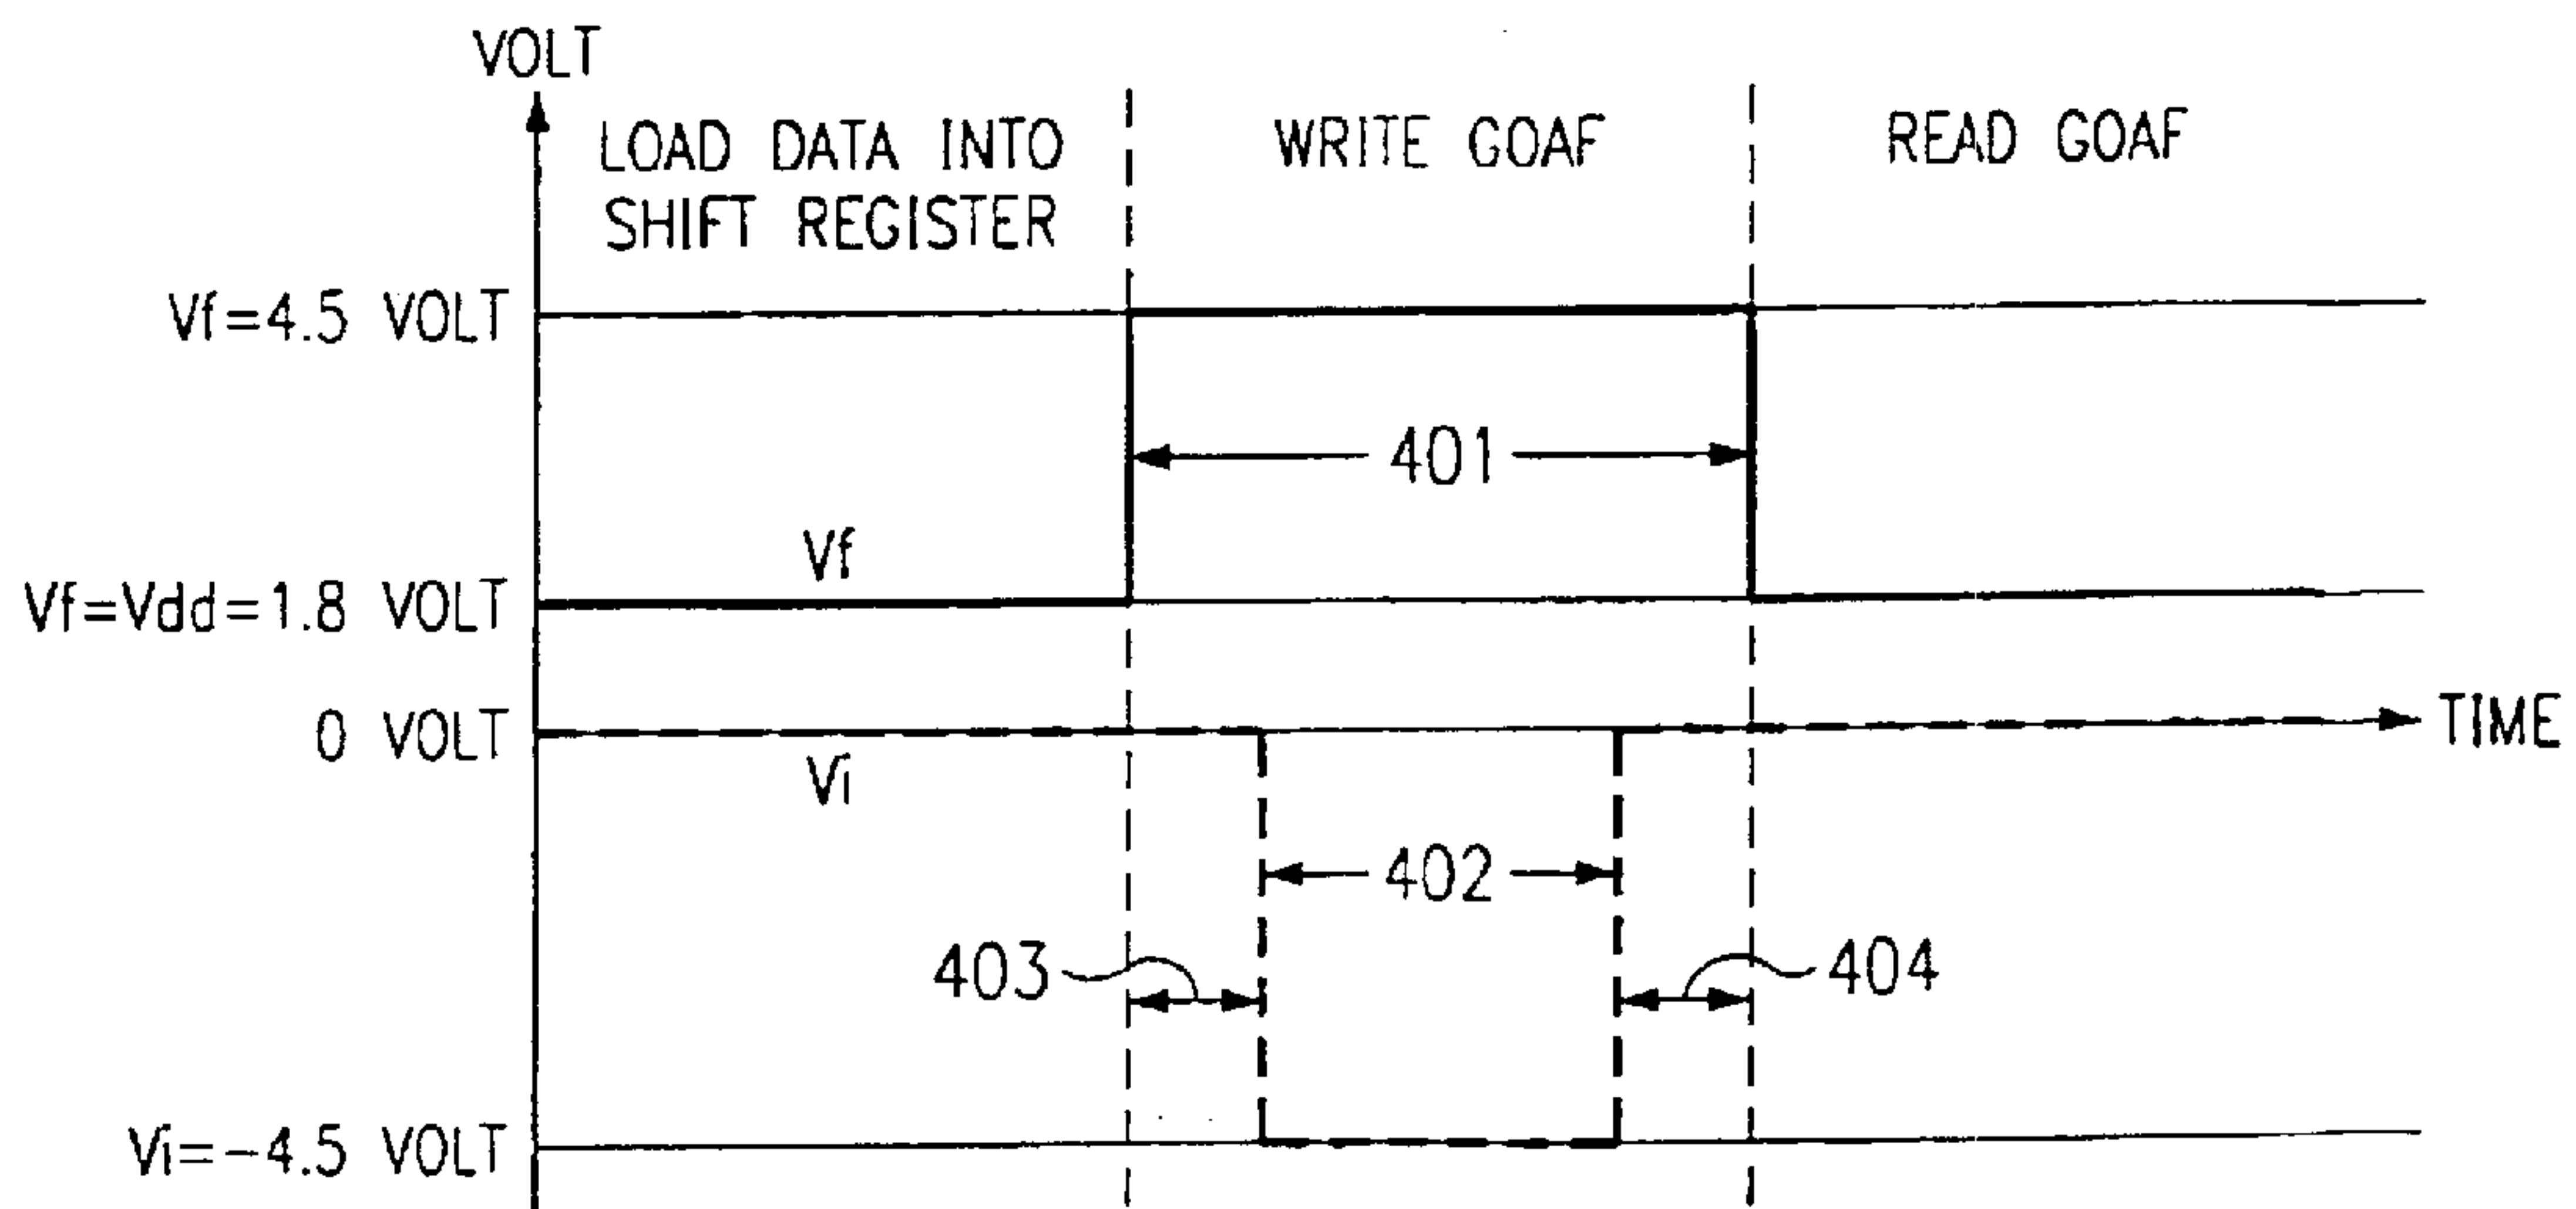 VOLT
LOAD DATA INTO
SHIFT REGISTER
WRITE GOAF
READ GOAF
Vf=4.5 VOLT
401
Vf
Vf=Vdd=1.8 VOLT
0 VOLT
TIME
Vi
402
403
404
Vi=-4.5 VOLT